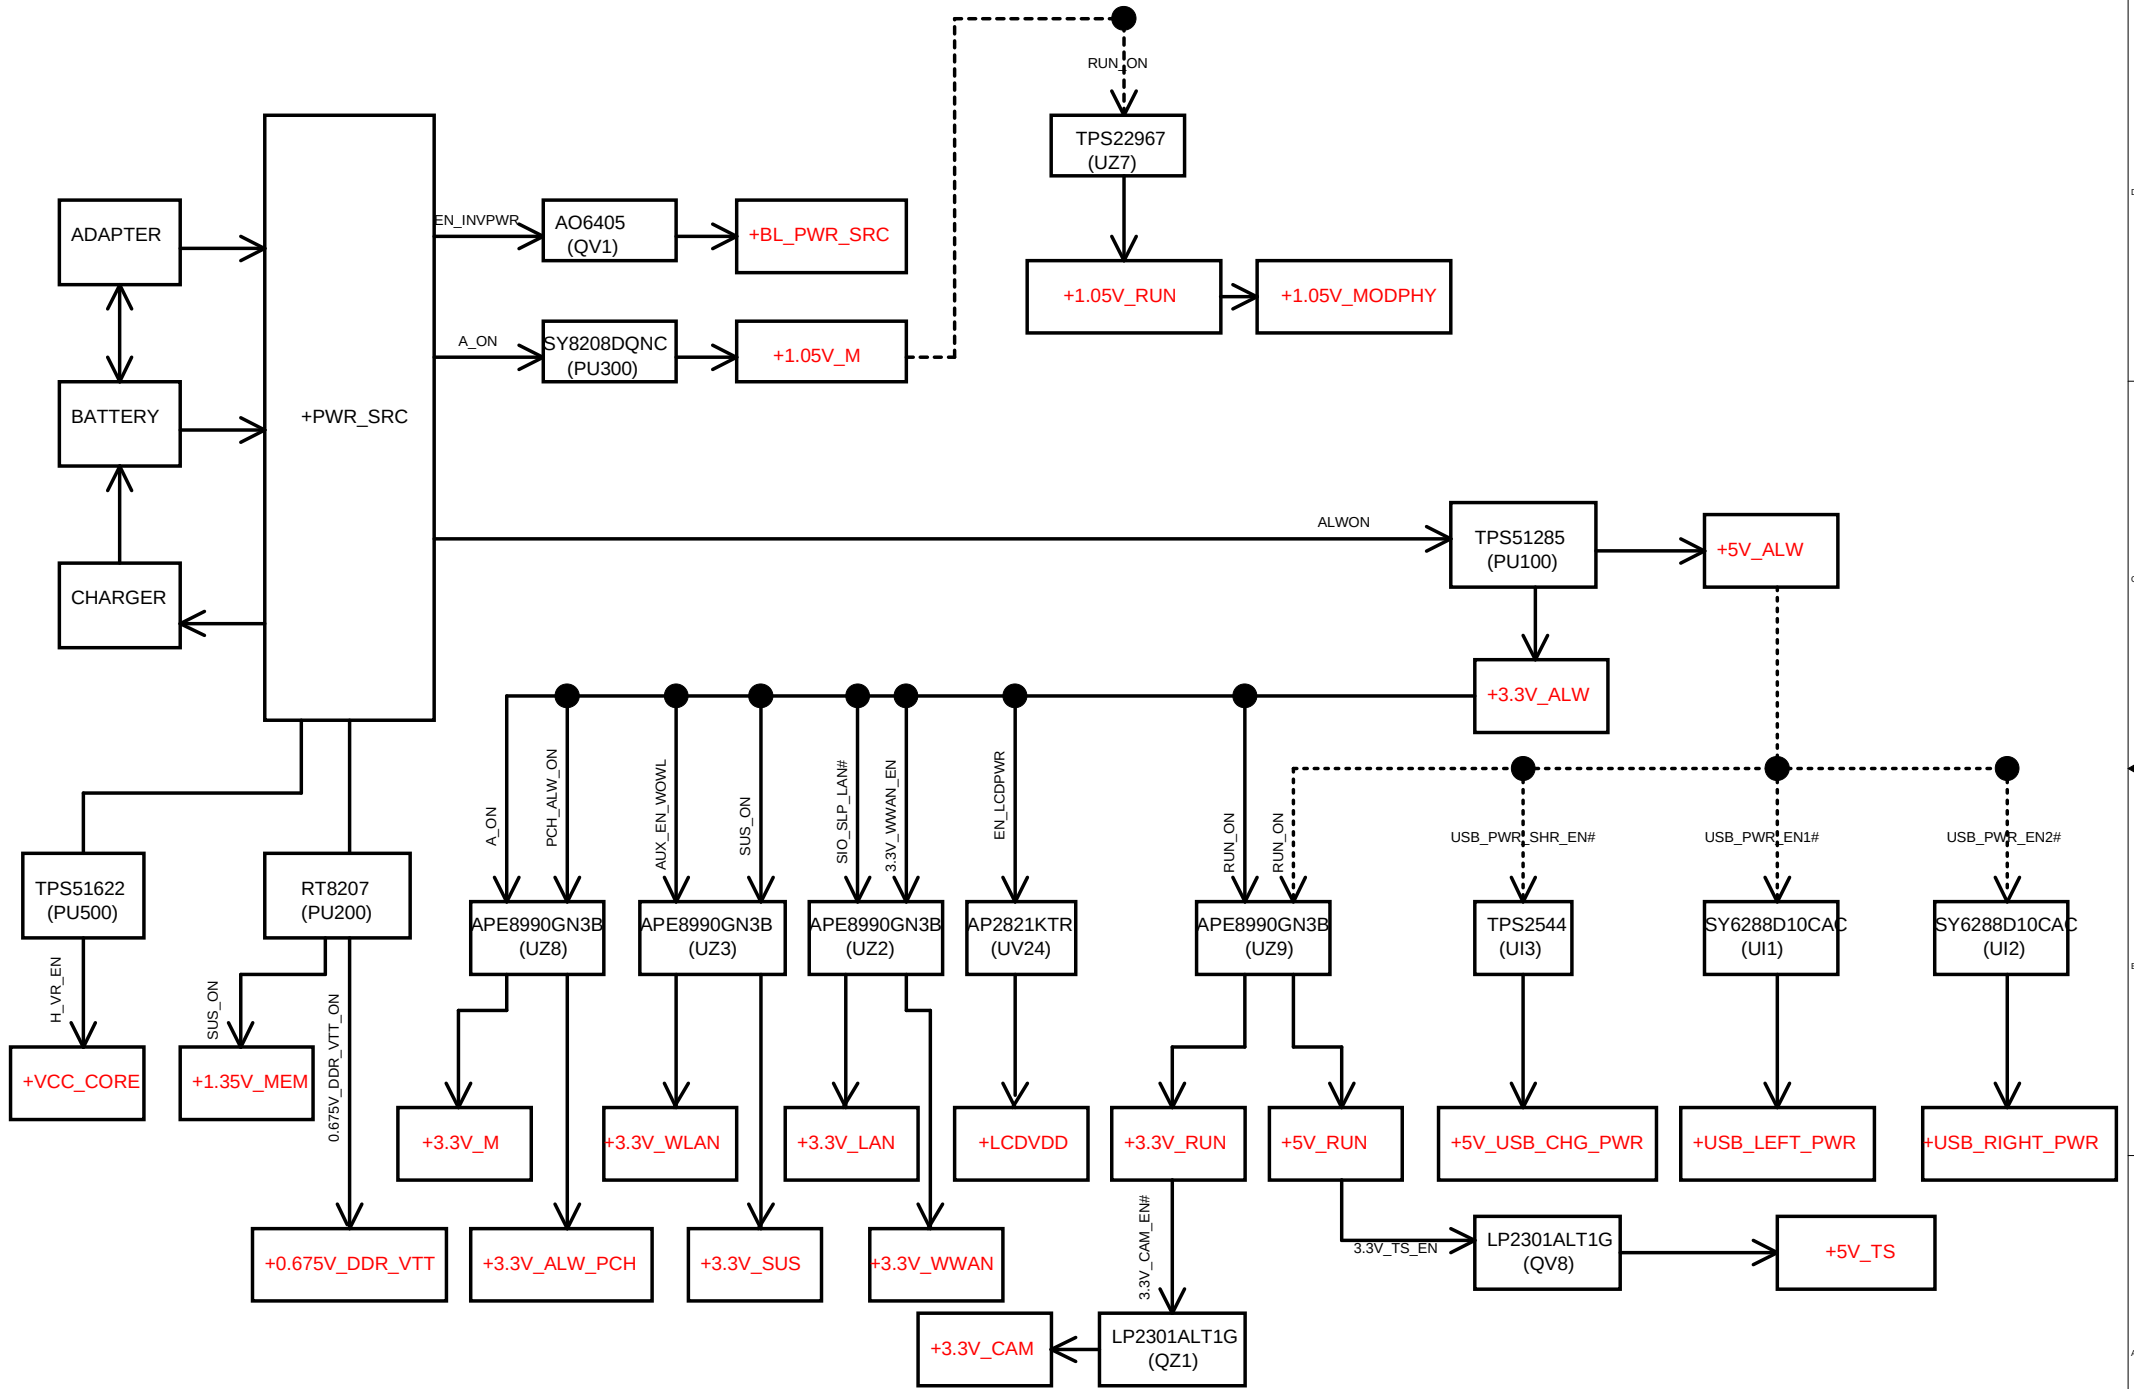 RUN_ON
TPS22967
(UZ7)
D
ADAPTER
EN_INVPWR
AO6405
(QV1)
+BL_PWR_SRC
+1.05V_RUN
+1.05V_MODPHY
A_ON
SY8208DQNC
(PU300)
+1.05V_M
BATTERY
+PWR_SRC
ALWON
TPS51285
(PU100)
+5V_ALW
C
CHARGER
+3.3V_ALW
A_ON
PCH_ALW_ON
AUX_EN_WOWL
SUS_ON
SIO_SLP_LAN#
3.3V_WWAN_EN
EN_LCDPWR
RUN_ON
RUN_ON
USB_PWR_SHR_EN#
USB_PWR_EN1#
USB_PWR_EN2#
TPS51622
(PU500)
RT8207
(PU200)
APE8990GN3B
(UZ8)
APE8990GN3B
(UZ3)
APE8990GN3B
(UZ2)
AP2821KTR
(UV24)
APE8990GN3B
(UZ9)
TPS2544
(UI3)
SY6288D10CAC
(UI1)
SY6288D10CAC
(UI2)
B
H_VR_EN
SUS_ON
0.675V_DDR_VTT_ON
+VCC_CORE
+1.35V_MEM
+3.3V_M
+3.3V_WLAN
+3.3V_LAN
+LCDVDD
+3.3V_RUN
+5V_RUN
+5V_USB_CHG_PWR
+USB_LEFT_PWR
+USB_RIGHT_PWR
+0.675V_DDR_VTT
+3.3V_ALW_PCH
+3.3V_SUS
+3.3V_WWAN
3.3V_CAM_EN#
3.3V_TS_EN
LP2301ALT1G
(QV8)
+5V_TS
+3.3V_CAM
LP2301ALT1G
(QZ1)
A